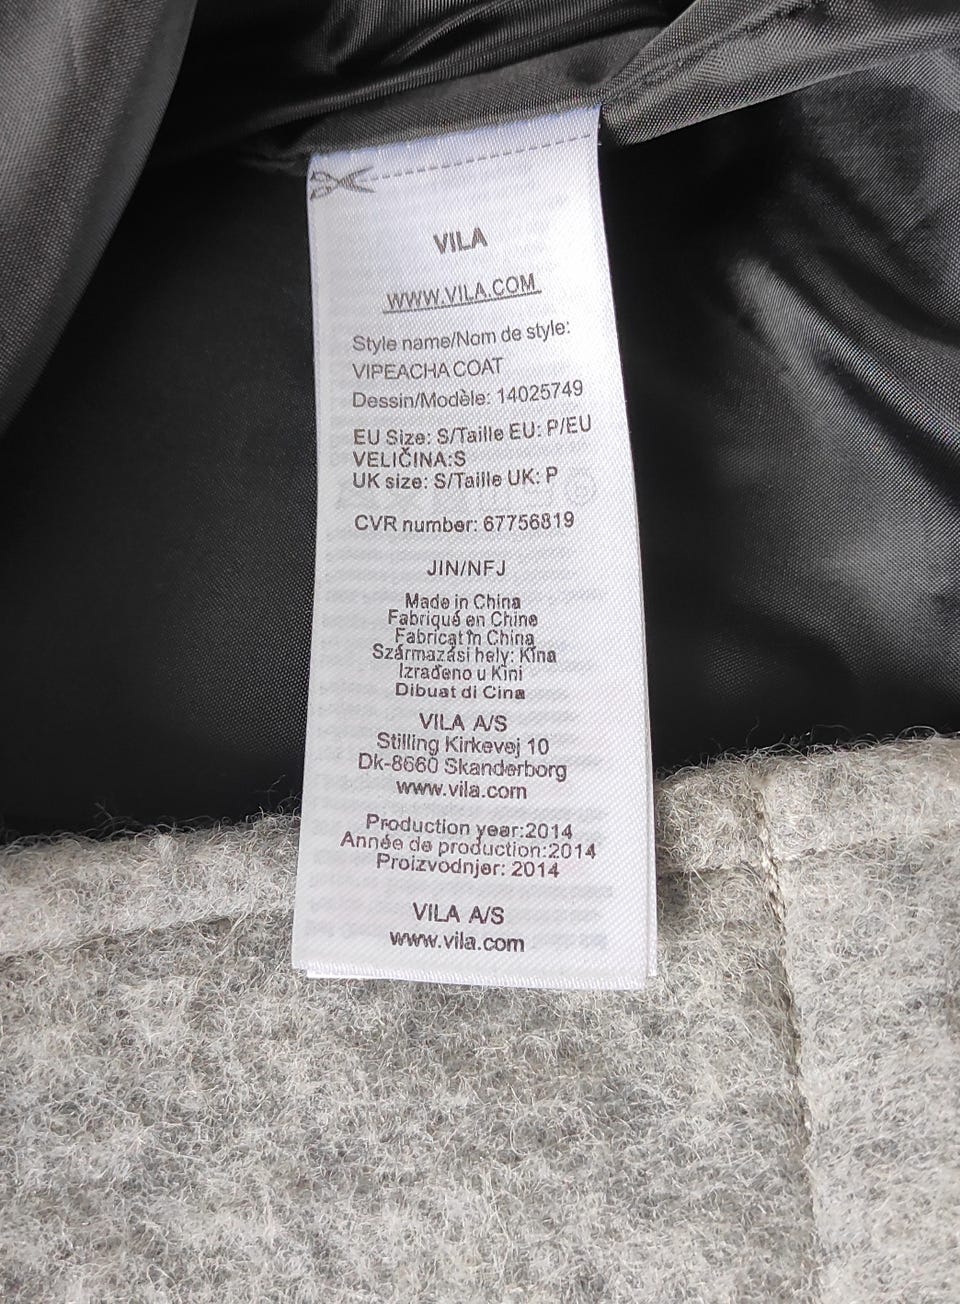 VILA
WWW.VILA.COM
Style name/Nom de style:
VIPEACHA COAT
Dessin/Modèle: 14025749
EU Size: S/Taille EU: P/EU
VELIČINA:S
UK size: S/Taille UK: P
CVR number: 67756819
JIN/NFJ
Made in China
Fabriqué en Chine
Fabricat în China
Származási hely: Kína
Izrađeno u Kini
Dibuat di Cina
VILA A/S
Stilling Kirkevej 10
Dk-8660 Skanderborg
www.vila.com
Production year:2014
Année de production:2014
Proizvodnjer: 2014
VILA A/S
www.vila.com